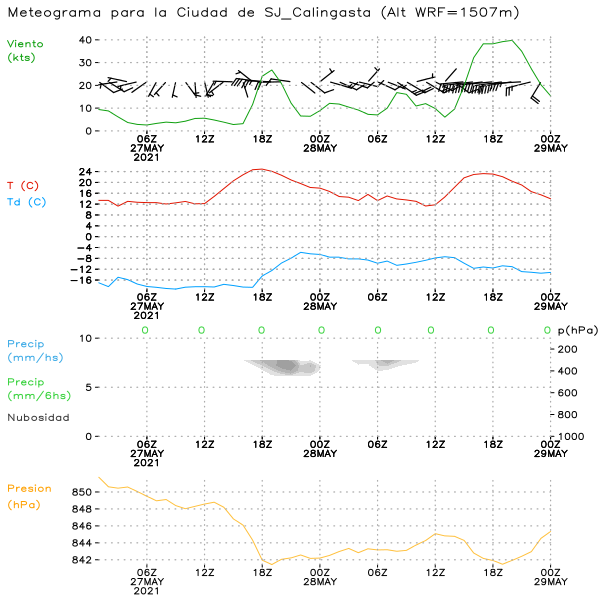 Meteograma para la Ciudad de SJ_Calingasta (Alt WRF=1507m)
Viento
(kts)
40
30
20
10
0
06Z 12Z 18Z 00Z 06Z 12Z 18Z 00Z
27MAY 28MAY 29MAY
2021
T (C)
Td (C)
24
20
16
12
8
4
0
-4
-8
-12
-16
06Z 12Z 18Z 00Z 06Z 12Z 18Z 00Z
27MAY 28MAY 29MAY
2021
0 0 0 0 0 0 0 0 p(hPa)
Precip
(mm/hs)
Precip
(mm/6hs)
Nubosidad
10
5
0
200
400
600
800
1000
06Z 12Z 18Z 00Z 06Z 12Z 18Z 00Z
27MAY 28MAY 29MAY
2021
Presion
(hPa)
850
848
846
844
842
06Z 12Z 18Z 00Z 06Z 12Z 18Z 00Z
27MAY 28MAY 29MAY
2021